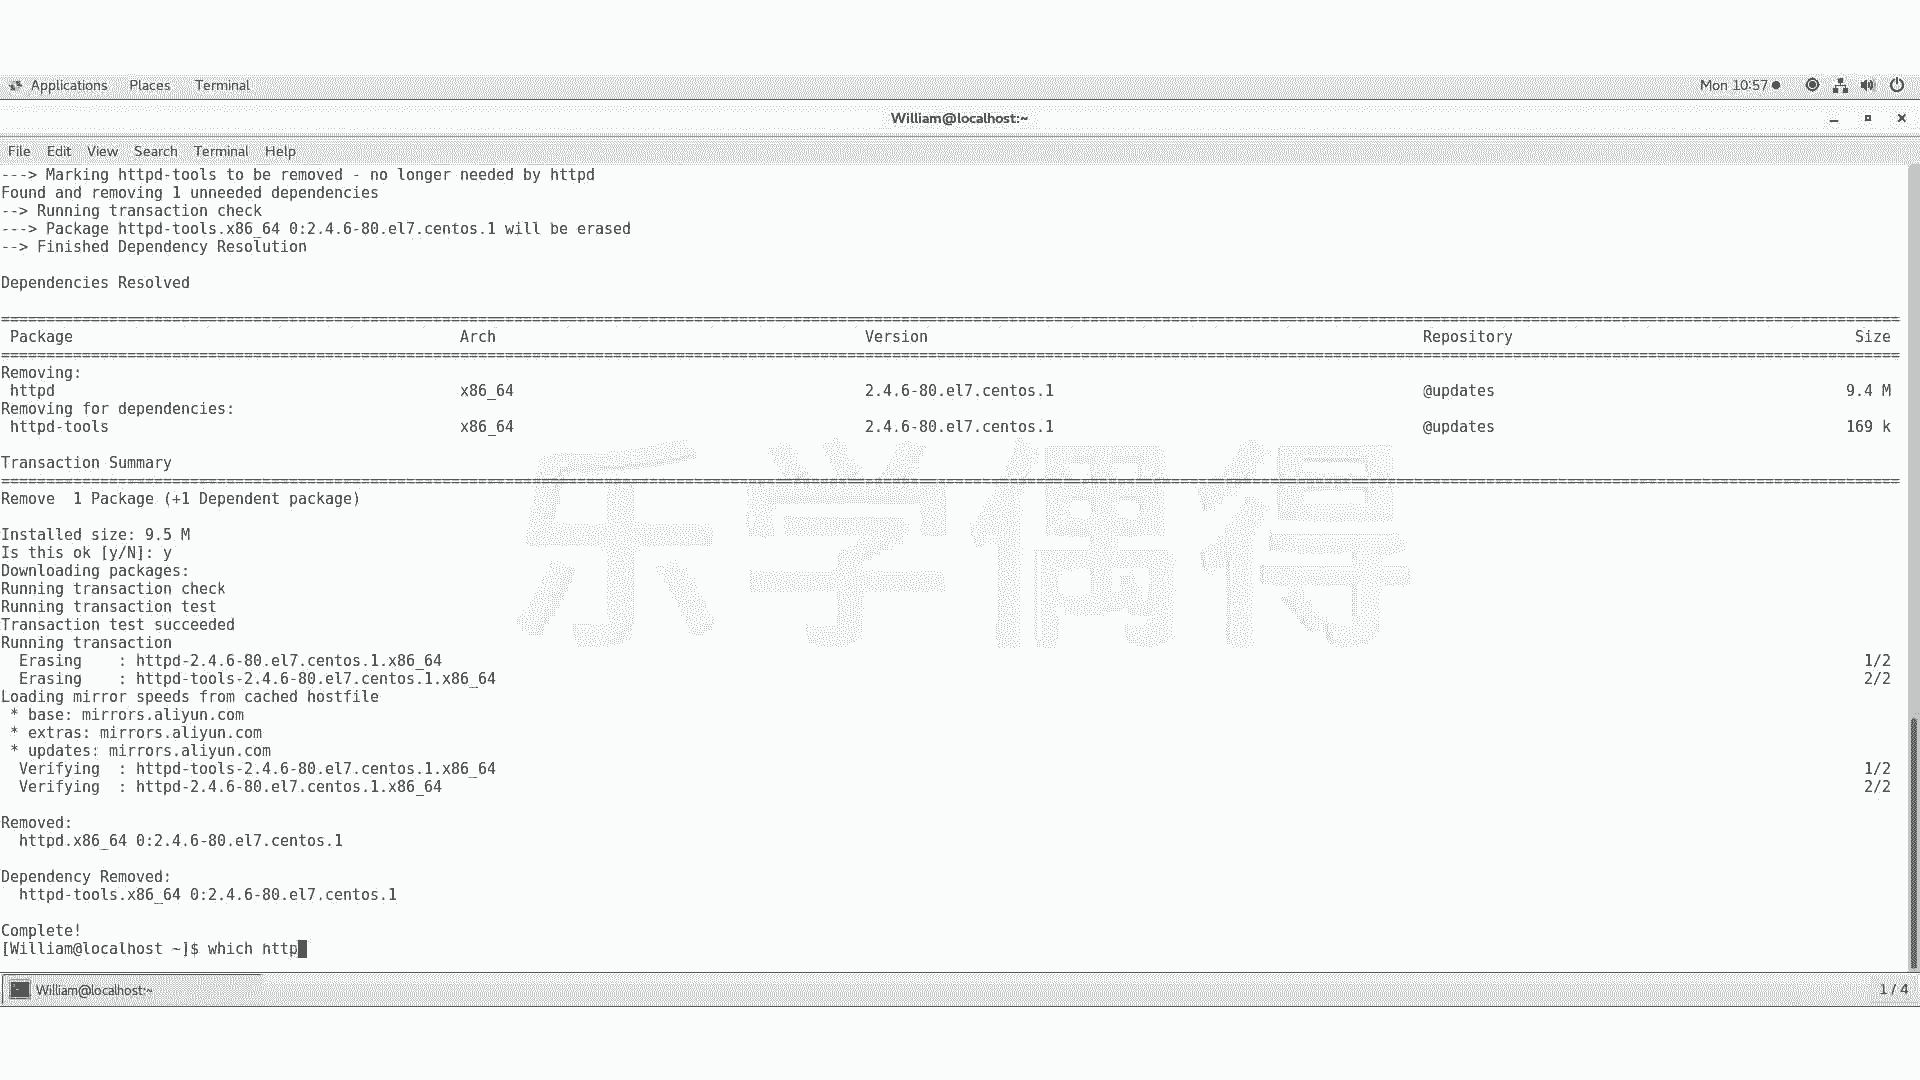 Applications Places Terminal Mon 10:57
William@localhost:~
File Edit View Search Terminal Help
---> Marking httpd-tools to be removed - no longer needed by httpd
Found and removing 1 unneeded dependencies
--> Running transaction check
---> Package httpd-tools.x86_64 0:2.4.6-80.el7.centos.1 will be erased
--> Finished Dependency Resolution
Dependencies Resolved
Package Arch Version Repository Size
Removing:
httpd x86_64 2.4.6-80.el7.centos.1 @updates 9.4 M
Removing for dependencies:
httpd-tools x86_64 2.4.6-80.el7.centos.1 @updates 169 k
Transaction Summary
Remove 1 Package (+1 Dependent package)
Installed size: 9.5 M
Is this ok [y/N]: y
Downloading packages:
Running transaction check
Running transaction test
Transaction test succeeded
Running transaction
Erasing : httpd-2.4.6-80.el7.centos.1.x86_64 1/2
Erasing : httpd-tools-2.4.6-80.el7.centos.1.x86_64 2/2
Loading mirror speeds from cached hostfile
* base: mirrors.aliyun.com
* extras: mirrors.aliyun.com
* updates: mirrors.aliyun.com
Verifying : httpd-tools-2.4.6-80.el7.centos.1.x86_64 1/2
Verifying : httpd-2.4.6-80.el7.centos.1.x86_64 2/2
Removed:
httpd.x86_64 0:2.4.6-80.el7.centos.1
Dependency Removed:
httpd-tools.x86_64 0:2.4.6-80.el7.centos.1
Complete!
[William@localhost ~]$ which http
乐学偶得
William@localhost:~ 1 / 4